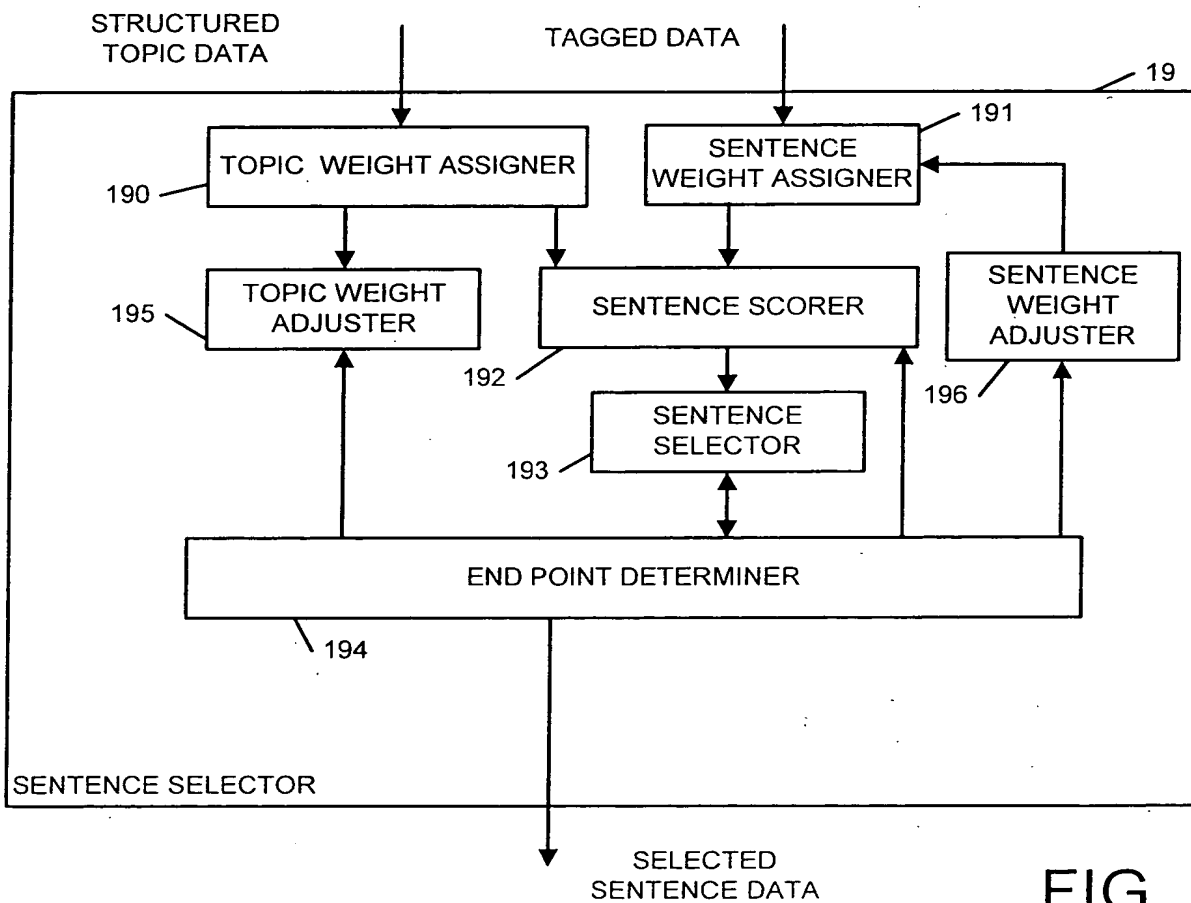 STRUCTURED
TOPIC DATA
TAGGED DATA
19
TOPIC WEIGHT ASSIGNER
190
SENTENCE
WEIGHT ASSIGNER
191
TOPIC WEIGHT
ADJUSTER
195
SENTENCE SCORER
192
SENTENCE
WEIGHT
ADJUSTER
196
SENTENCE
SELECTOR
193
END POINT DETERMINER
194
SENTENCE SELECTOR
SELECTED
SENTENCE DATA
FIG